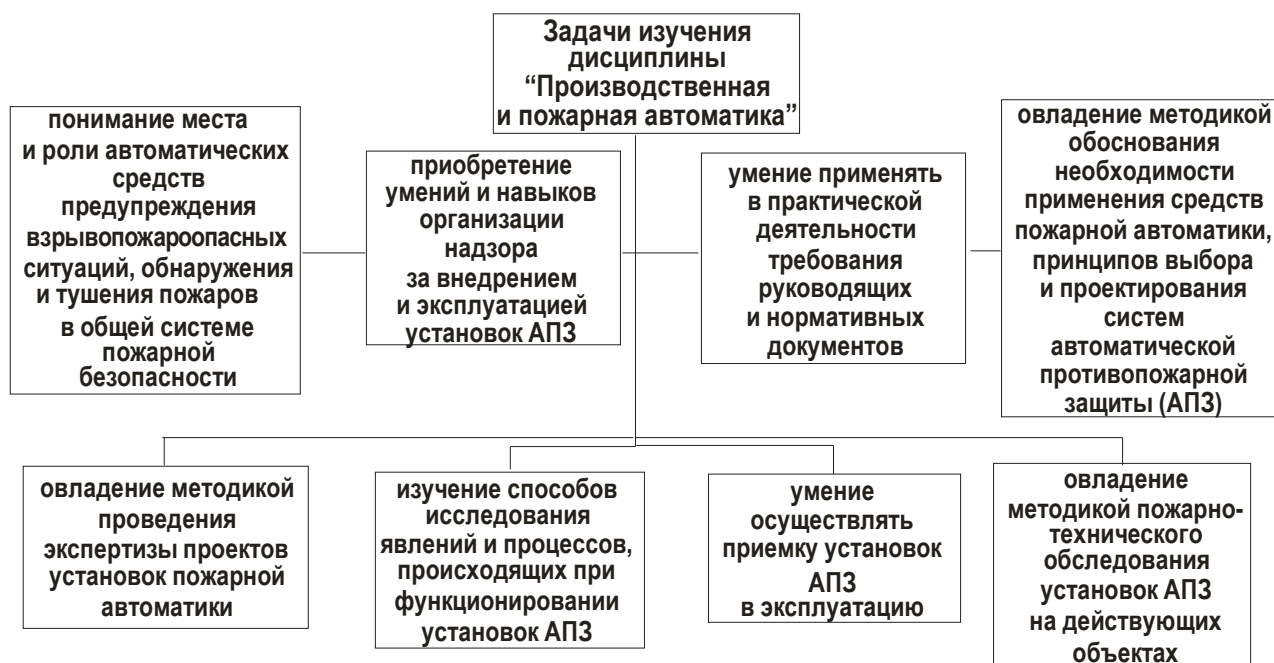 Задачи изучения
дисциплины
“Производственная
и пожарная автоматика”
понимание места
и роли автоматических
средств
предупреждения
взрывопожароопасных
ситуаций, обнаружения
и тушения пожаров
в общей системе
пожарной
безопасности
приобретение
умений и навыков
организации
надзора
за внедрением
и эксплуатацией
установок АПЗ
умение применять
в практической
деятельности
требования
руководящих
и нормативных
документов
овладение методикой
обоснования
необходимости
применения средств
пожарной автоматики,
принципов выбора
и проектирования
систем
автоматической
противопожарной
защиты (АПЗ)
овладение методикой
проведения
экспертизы проектов
установок пожарной
автоматики
изучение способов
исследования
явлений и процессов,
происходящих при
функционировании
установок АПЗ
умение
осуществлять
приемку установок
АПЗ
в эксплуатацию
овладение
методикой пожарно-
технического
обследования
установок АПЗ
на действующих
объектах